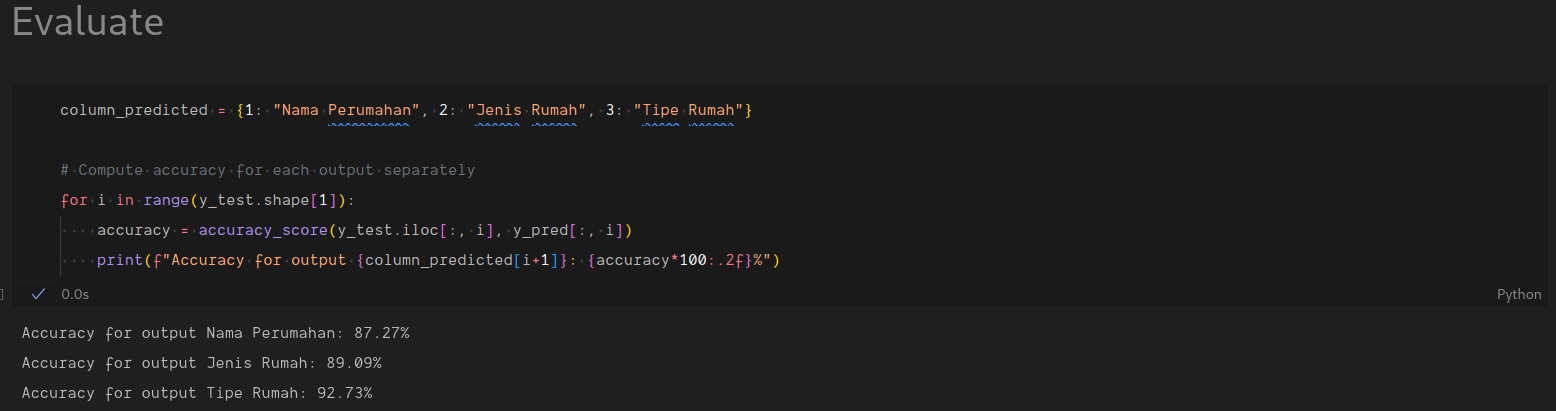 Evaluate
column_predicted = {1: "Nama Perumahan", 2: "Jenis Rumah", 3: "Tipe Rumah"}
# Compute accuracy for each output separately
for i in range(y_test.shape[1]):
    accuracy = accuracy_score(y_test.iloc[:, i], y_pred[:, i])
    print(f"Accuracy for output {column_predicted[i+1]}: {accuracy*100:.2f}%")
] ✓ 0.0s Python
Accuracy for output Nama Perumahan: 87.27%
Accuracy for output Jenis Rumah: 89.09%
Accuracy for output Tipe Rumah: 92.73%